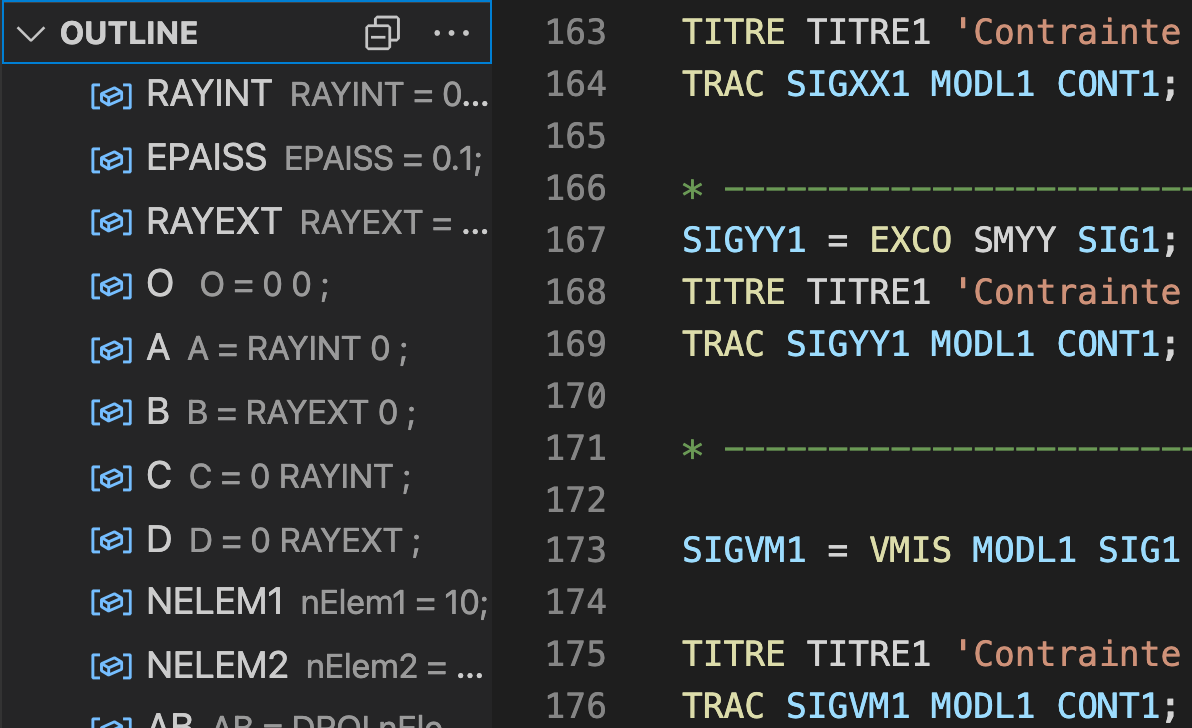 OUTLINE
RAYINT RAYINT = 0...
EPAISS EPAISS = 0.1;
RAYEXT RAYEXT = ...
O O = 0 0 ;
A A = RAYINT 0 ;
B B = RAYEXT 0 ;
C C = 0 RAYINT ;
D D = 0 RAYEXT ;
NELEM1 nElem1 = 10;
NELEM2 nElem2 = ...
AB AB = DROI nEle
163 TITRE TITRE1 'Contrainte
164 TRAC SIGXX1 MODL1 CONT1;
165
166 * ----------------------
167 SIGYY1 = EXCO SMYY SIG1;
168 TITRE TITRE1 'Contrainte
169 TRAC SIGYY1 MODL1 CONT1;
170
171 * ----------------------
172
173 SIGVM1 = VMIS MODL1 SIG1
174
175 TITRE TITRE1 'Contrainte
176 TRAC SIGVM1 MODL1 CONT1;